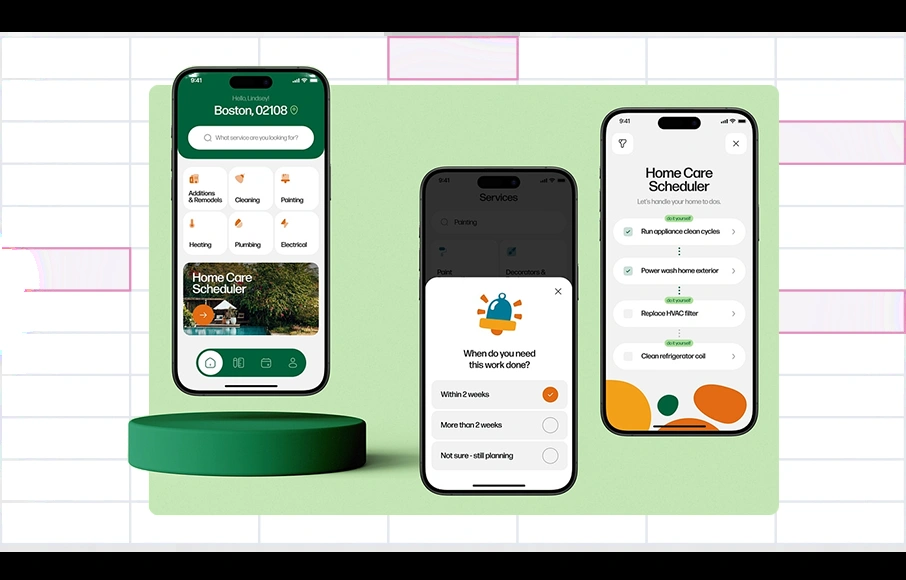 9:41
Hello, Lindsey!
Boston, 02108
What service are you looking for?
Additions
& Remodels
Cleaning
Painting
Heating
Plumbing
Electrical
Home Care
Scheduler
9:41
Services
Painting
Paint
Decorators &
When do you need
this work done?
Within 2 weeks
More than 2 weeks
Not sure - still planning
9:41
Home Care
Scheduler
Let's handle your home to dos.
do it yourself
Run appliance clean cycles
Power wash home exterior
do it yourself
Replace HVAC filter
do it yourself
Clean refrigerator coil